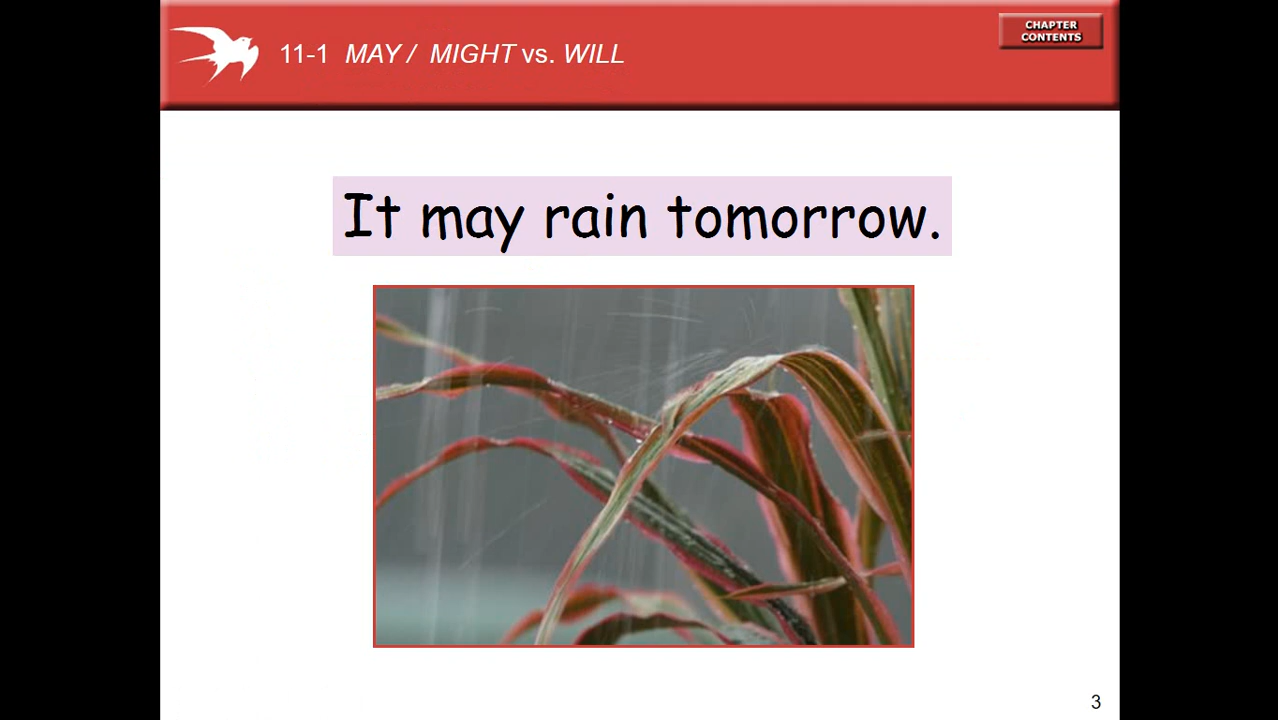 CHAPTER
CONTENTS
11-1 MAY / MIGHT vs. WILL
It may rain tomorrow.
3